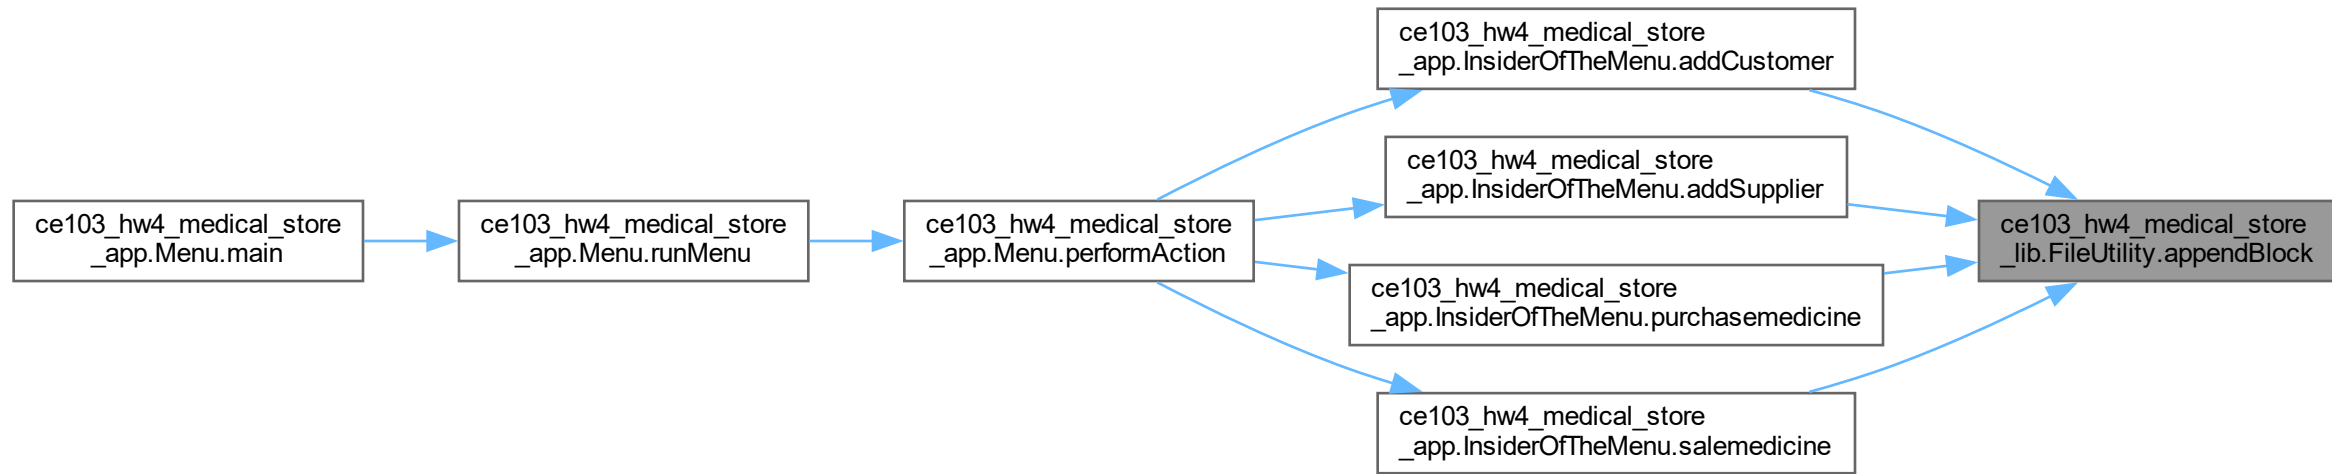 ce103_hw4_medical_store
_app.Menu.main
ce103_hw4_medical_store
_app.Menu.runMenu
ce103_hw4_medical_store
_app.Menu.performAction
ce103_hw4_medical_store
_app.InsiderOfTheMenu.addCustomer
ce103_hw4_medical_store
_app.InsiderOfTheMenu.addSupplier
ce103_hw4_medical_store
_app.InsiderOfTheMenu.purchasemedicine
ce103_hw4_medical_store
_app.InsiderOfTheMenu.salemedicine
ce103_hw4_medical_store
_lib.FileUtility.appendBlock